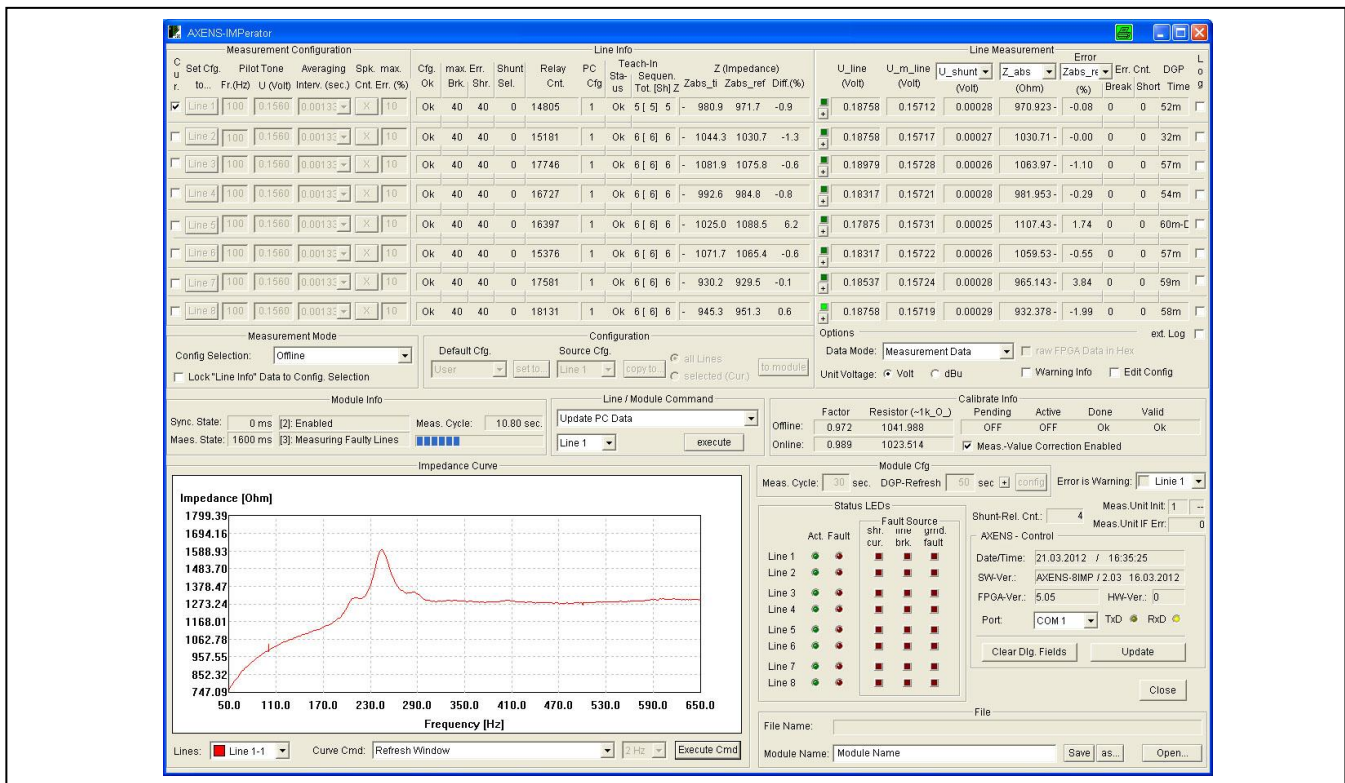 AXENS-IMPerator
Measurement Configuration
Line Info
Line Measurement
C u r. Set Cfg. to... Pilot Tone Fr.(Hz) U (Volt) Averaging Interv. (sec.) Spk. Cnt. max. Err. (%) Cfg. Ok max. Err. Brk. Shr. Shunt Sel. Relay Cnt. PC Cfg Teach-In Sta- us Sequen. Tot. [Sh] Z Z (Impedance) Zabs_ti Zabs_ref Diff.(%) U_line (Volt) U_m_line (Volt) U_shunt (Volt) Z_abs (Ohm) Error Zabs_re (%) Err. Cnt. Break Short DGP Time L o g
Line 1 100 0.1560 0.00133 X 10 Ok 40 40 0 14805 1 Ok 5 [ 5] 5 - 980.9 971.7 -0.9 + 0.18758 0.15712 0.00028 970.923 - -0.08 0 0 52m
Line 2 100 0.1560 0.00133 X 10 Ok 40 40 0 15181 1 Ok 6 [ 6] 6 - 1044.3 1030.7 -1.3 + 0.18758 0.15717 0.00027 1030.71 - -0.00 0 0 32m
Line 3 100 0.1560 0.00133 X 10 Ok 40 40 0 17746 1 Ok 6 [ 6] 6 - 1081.9 1075.8 -0.6 + 0.18979 0.15728 0.00026 1063.97 - -1.10 0 0 57m
Line 4 100 0.1560 0.00133 X 10 Ok 40 40 0 16727 1 Ok 6 [ 6] 6 - 992.6 984.8 -0.8 + 0.18317 0.15721 0.00028 981.953 - -0.29 0 0 54m
Line 5 100 0.1560 0.00133 X 10 Ok 40 40 0 16397 1 Ok 6 [ 6] 6 - 1025.0 1088.5 6.2 + 0.17875 0.15731 0.00025 1107.43 - 1.74 0 0 60m-D
Line 6 100 0.1560 0.00133 X 10 Ok 40 40 0 15376 1 Ok 6 [ 6] 6 - 1071.7 1065.4 -0.6 + 0.18317 0.15722 0.00026 1059.53 - -0.55 0 0 57m
Line 7 100 0.1560 0.00133 X 10 Ok 40 40 0 17581 1 Ok 6 [ 6] 6 - 930.2 929.5 -0.1 + 0.18537 0.15724 0.00028 965.143 - 3.84 0 0 59m
Line 8 100 0.1560 0.00133 X 10 Ok 40 40 0 18131 1 Ok 6 [ 6] 6 - 945.3 951.3 0.6 + 0.18758 0.15719 0.00029 932.378 - -1.99 0 0 58m
Measurement Mode
Config Selection: Offline
Lock "Line Info" Data to Config. Selection
Configuration
Default Cfg. Source Cfg.
User set to... Line 1 copy to... all Lines selected (Cur.) to module
Options ext. Log
Data Mode: Measurement Data raw FPGA Data in Hex
Unit Voltage: Volt dBu Warning Info Edit Config
Module Info
Sync. State: 0 ms [2]: Enabled Meas. Cycle: 10.80 sec.
Maes. State: 1600 ms [3]: Measuring Faulty Lines
Line / Module Command
Update PC Data
Line 1 execute
Calibrate Info
Factor Resistor (~1k_O_) Pending Active Done Valid
Offline: 0.972 1041.988 OFF OFF Ok Ok
Online: 0.989 1023.514 Meas.-Value Correction Enabled
Impedance Curve
Impedance [Ohm]
1799.39
1694.16
1588.93
1483.70
1378.47
1273.24
1168.01
1062.78
957.55
852.32
747.09
50.0 110.0 170.0 230.0 290.0 350.0 410.0 470.0 530.0 590.0 650.0
Frequency [Hz]
Lines: Line 1-1 Curve Cmd: Refresh Window 2 Hz Execute Cmd
Module Cfg
Meas. Cycle: 30 sec. DGP-Refresh 50 sec + config Error is Warning: Linie 1
Status LEDs
Fault Source
Act. Fault shr. cur. line brk. grnd. fault
Line 1
Line 2
Line 3
Line 4
Line 5
Line 6
Line 7
Line 8
Shunt-Rel. Cnt.: 4 Meas.Unit Init: 1 --
Meas.Unit IF Err: 0
AXENS - Control
Date/Time: 21.03.2012 / 16:35:25
SW-Ver.: AXENS-8IMP / 2.03 16.03.2012
FPGA-Ver.: 5.05 HW-Ver.: 0
Port: COM 1 TxD RxD
Clear Dlg. Fields Update
Close
File
File Name:
Module Name: Module Name Save as... Open...